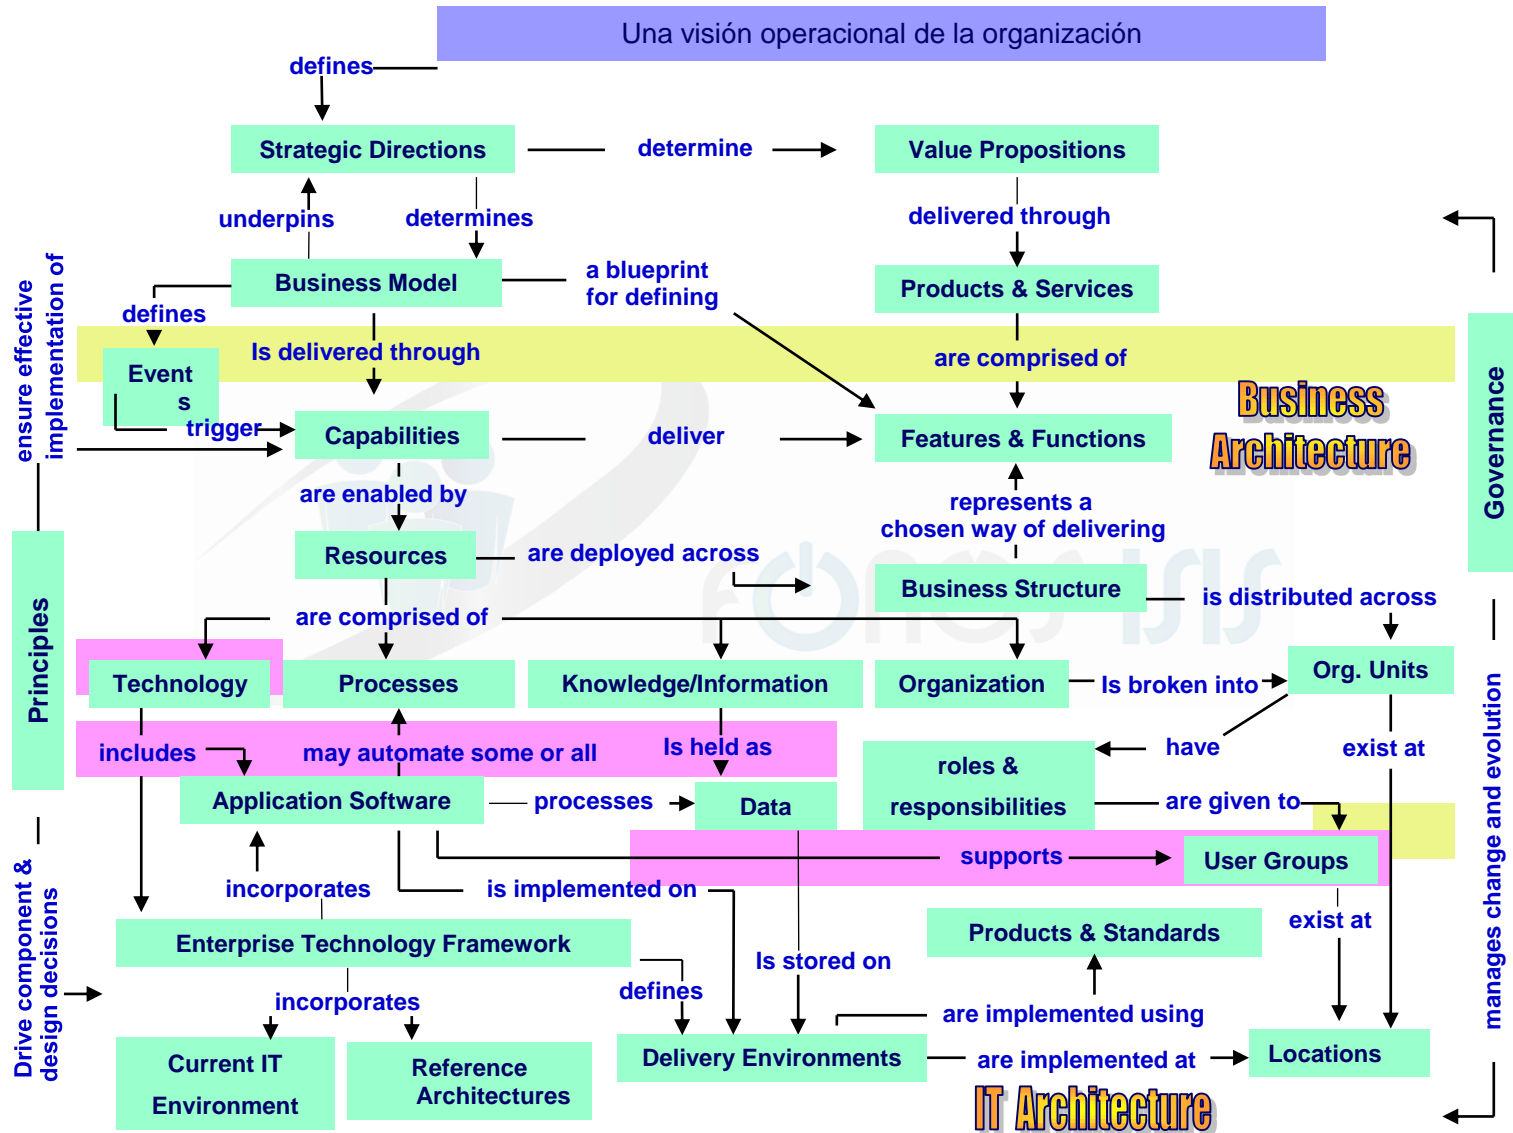 Una visión operacional de la organización
defines
Strategic Directions
determine
Value Propositions
underpins
determines
delivered through
Business Model
a blueprint
for defining
Products & Services
defines
Is delivered through
are comprised of
Event
s
trigger
Capabilities
deliver
Features & Functions
Business
Architecture
ensure effective
implementation of
Governance
are enabled by
represents a
chosen way of delivering
Resources
are deployed across
Business Structure
is distributed across
FOMOS ISIS
Principles
are comprised of
Technology
Processes
Knowledge/Information
Organization
Is broken into
Org. Units
includes
may automate some or all
Is held as
have
exist at
roles &
responsibilities
Application Software
processes
Data
are given to
supports
User Groups
manages change and evolution
Drive component &
design decisions
incorporates
is implemented on
exist at
Enterprise Technology Framework
Products & Standards
Is stored on
incorporates
defines
are implemented using
Current IT
Environment
Reference
Architectures
Delivery Environments
are implemented at
Locations
IT Architecture